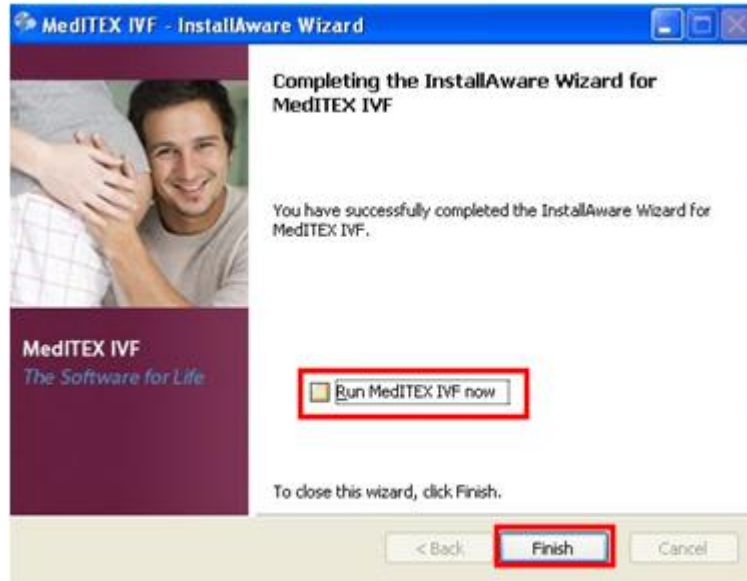 MedITEX IVF - InstallAware Wizard
Completing the InstallAware Wizard for
MedITEX IVF
You have successfully completed the InstallAware Wizard for
MedITEX IVF.
MedITEX IVF
The Software for Life
Run MedITEX IVF now
To close this wizard, click Finish.
< Back
Finish
Cancel